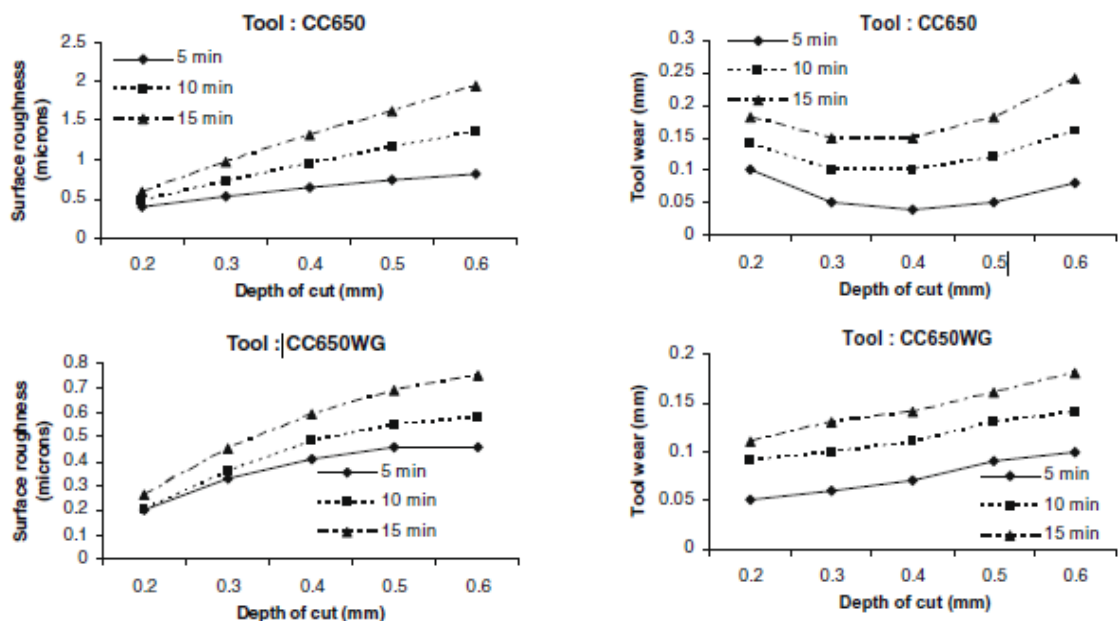 Tool : CC650
2.5
2
1.5
1
0.5
0
Surface roughness
(microns)
5 min
10 min
15 min
0.2 0.3 0.4 0.5 0.6
Depth of cut (mm)
Tool : CC650
0.3
0.25
0.2
0.15
0.1
0.05
0
Tool wear (mm)
5 min
10 min
15 min
0.2 0.3 0.4 0.5 0.6
Depth of cut (mm)
Tool : CC650WG
0.8
0.7
0.6
0.5
0.4
0.3
0.2
0.1
0
Surface roughness
(microns)
5 min
10 min
15 min
0.2 0.3 0.4 0.5 0.6
Depth of cut (mm)
Tool : CC650WG
0.2
0.15
0.1
0.05
0
Tool wear (mm)
5 min
10 min
15 min
0.2 0.3 0.4 0.5 0.6
Depth of cut (mm)